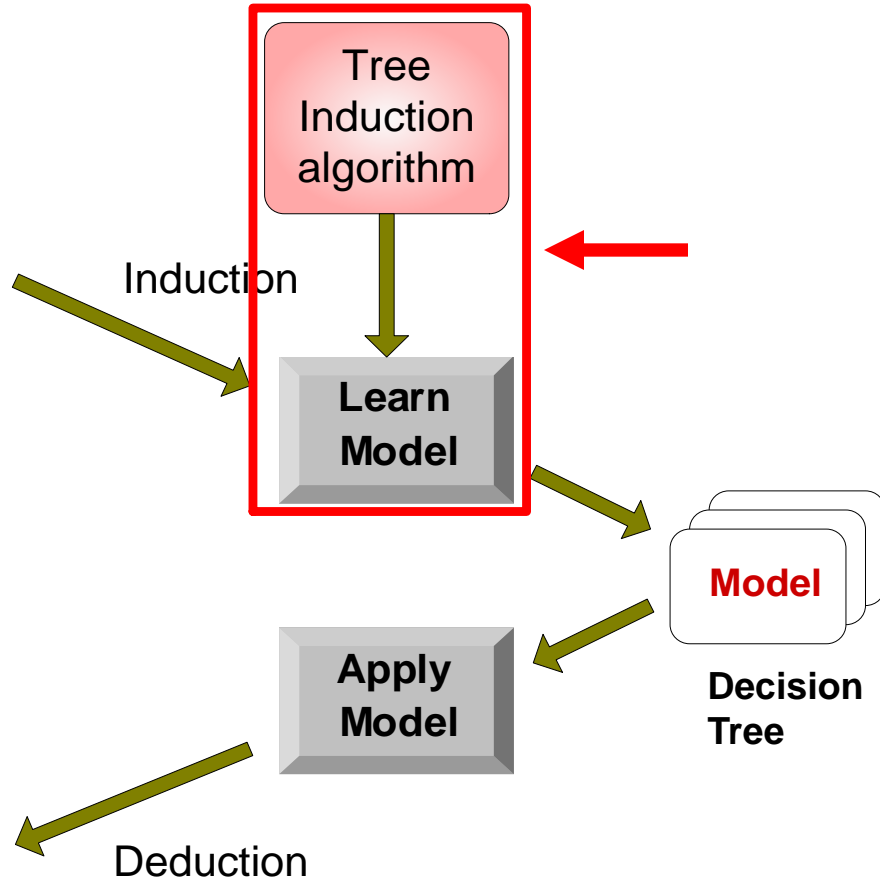 Tree
Induction
algorithm
Induction
Learn
Model
Model
Decision
Tree
Apply
Model
Deduction